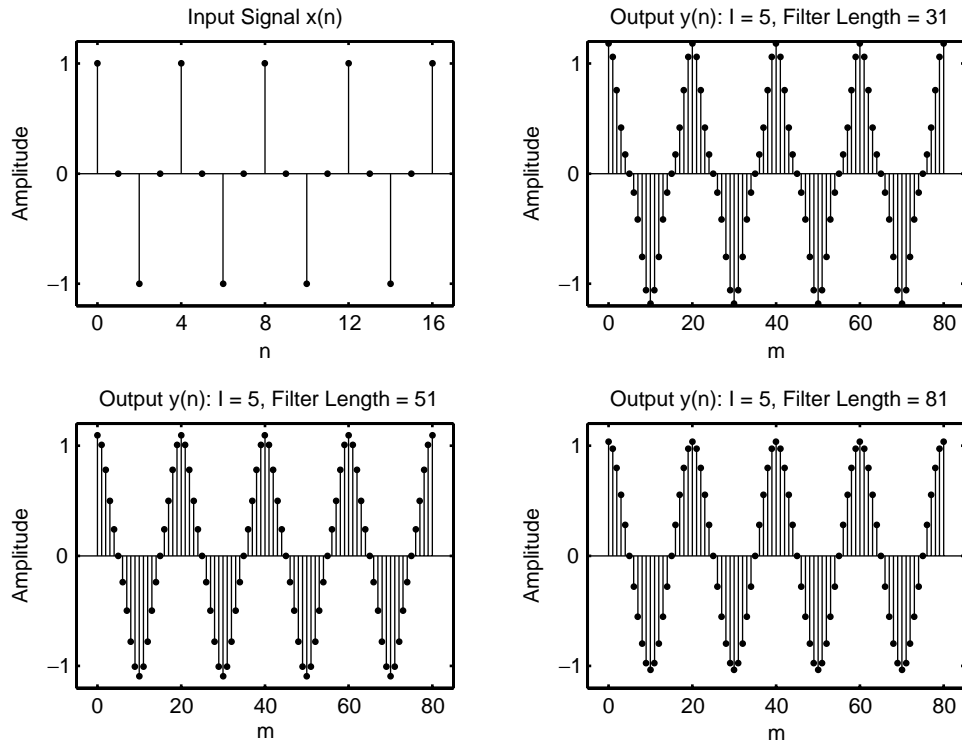 Input Signal x(n)
Amplitude
1
0
−1
0 4 8 12 16
n
Output y(n): I = 5, Filter Length = 31
Amplitude
1
0
−1
0 20 40 60 80
m
Output y(n): I = 5, Filter Length = 51
Amplitude
1
0
−1
0 20 40 60 80
m
Output y(n): I = 5, Filter Length = 81
Amplitude
1
0
−1
0 20 40 60 80
m